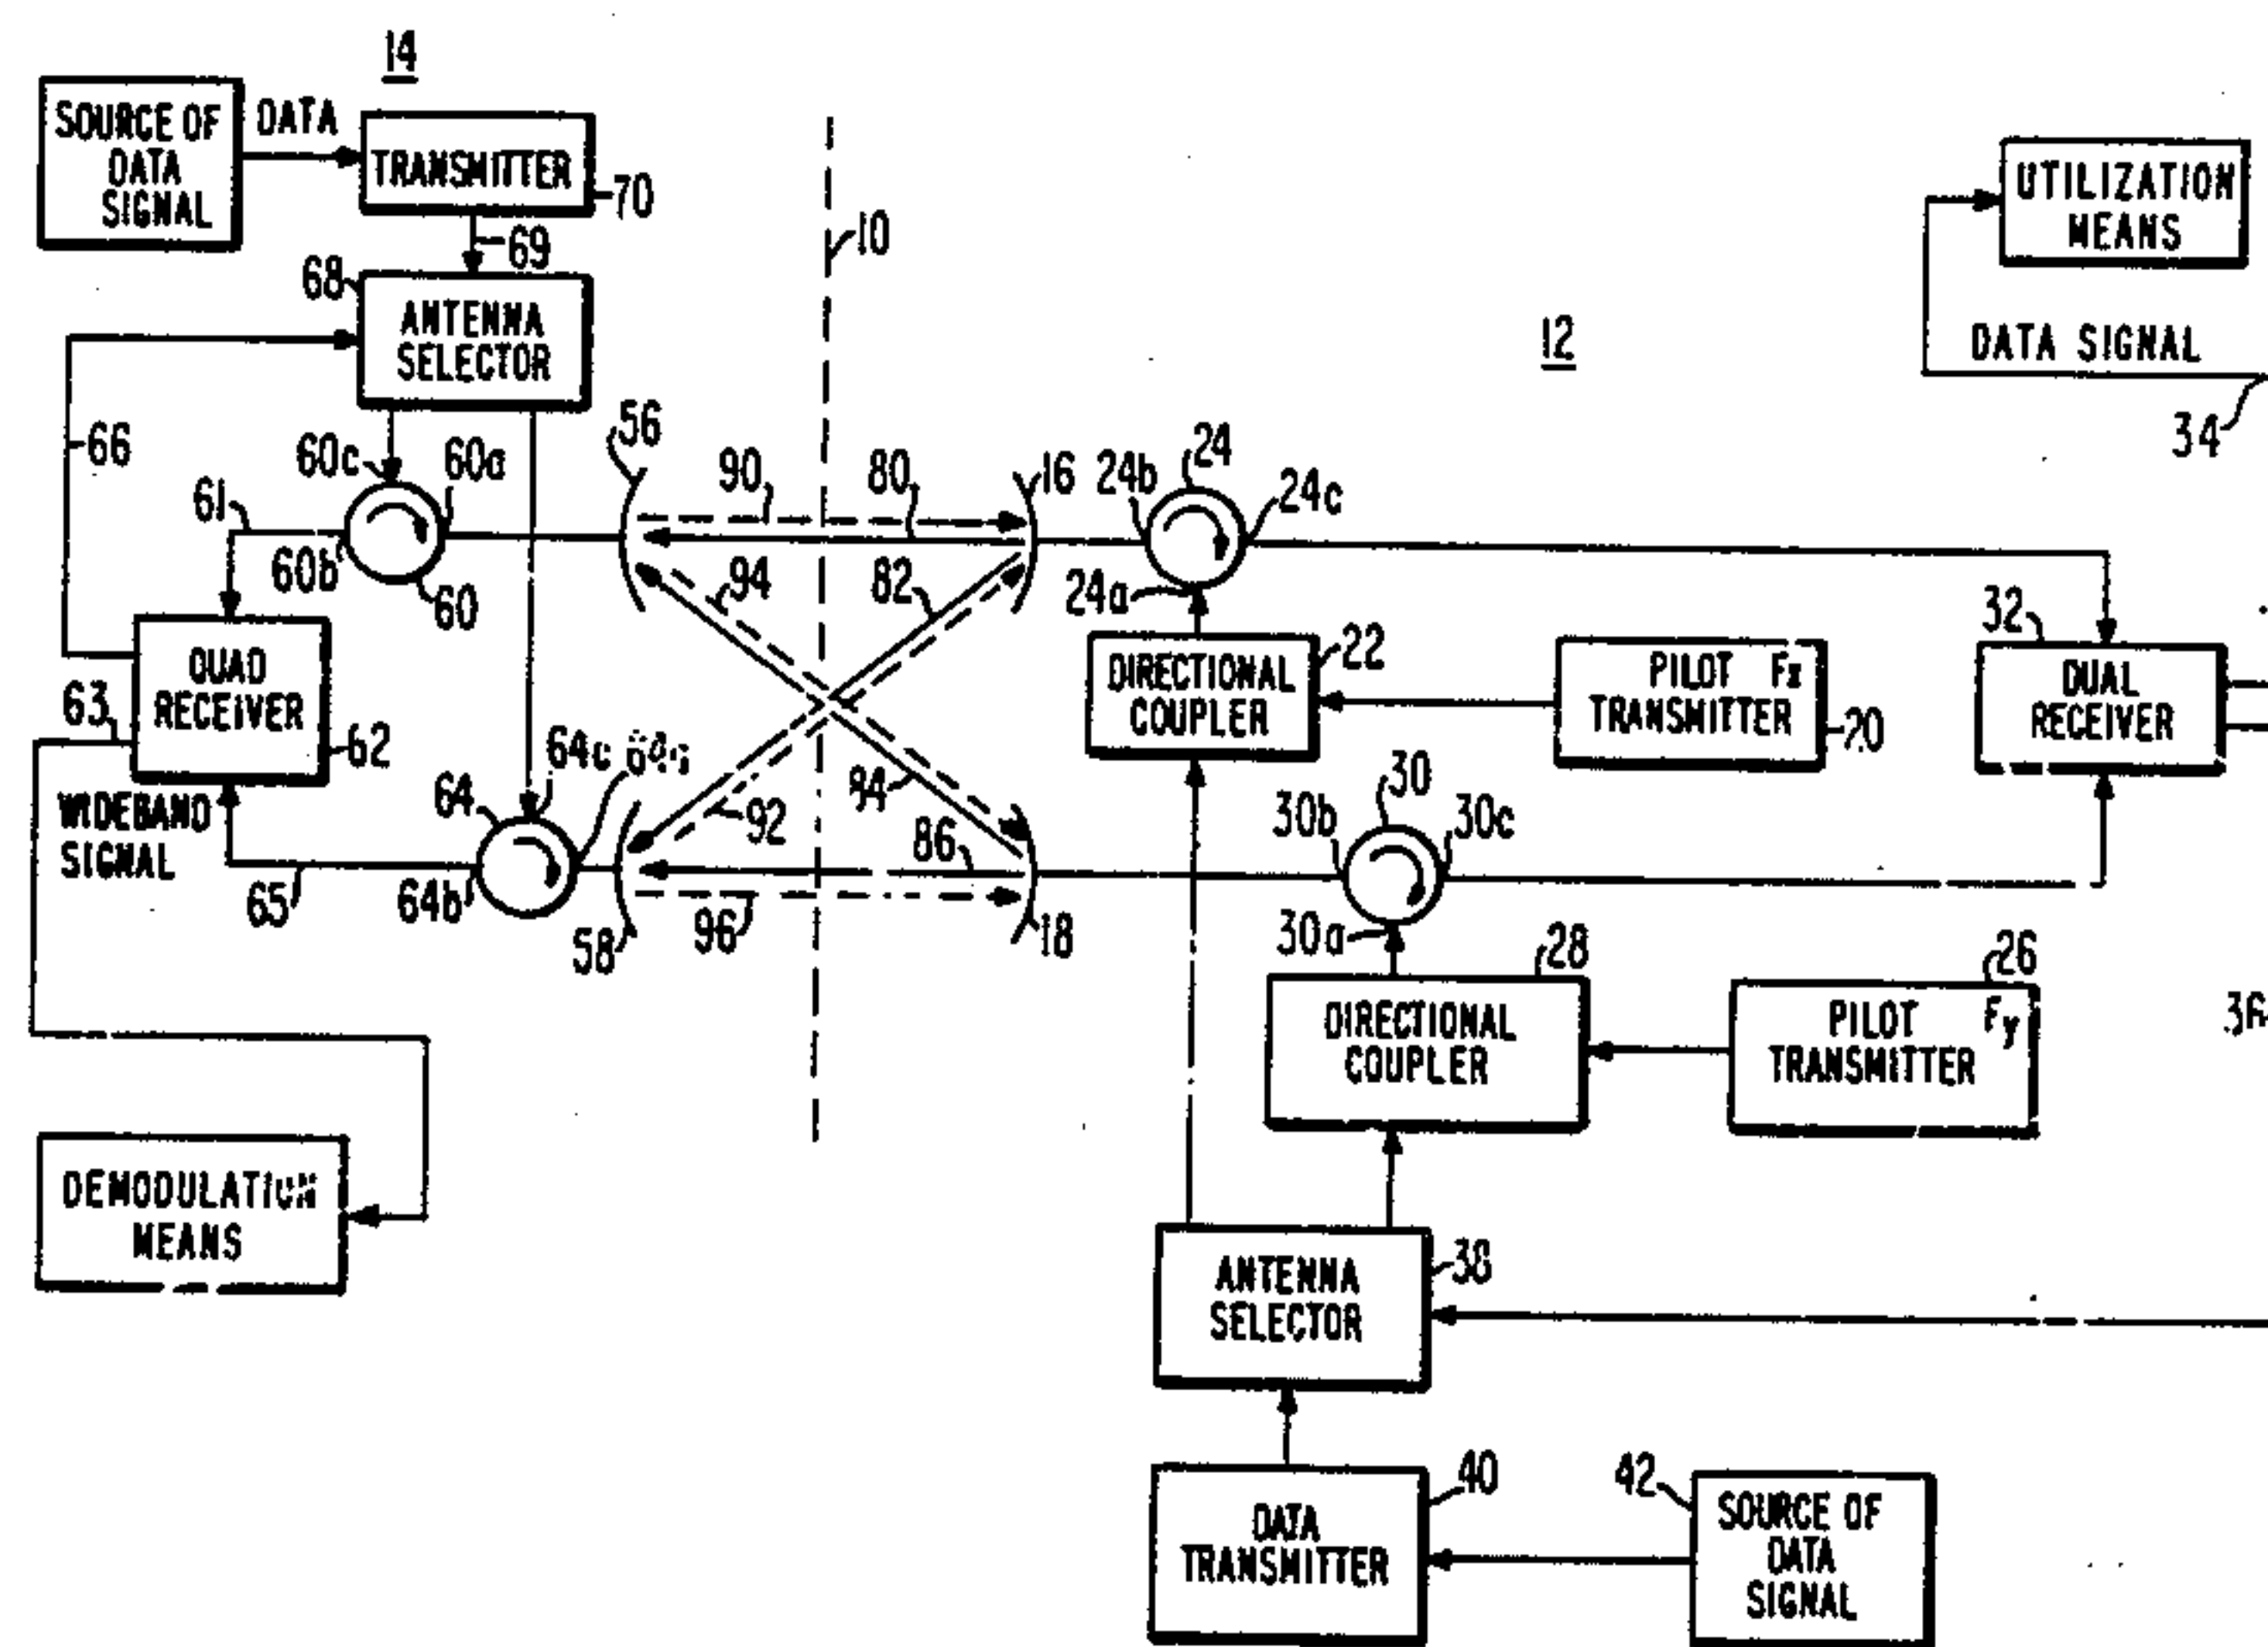 14
SOURCE OF
DATA
SIGNAL
DATA
TRANSMITTER
70
69
68
ANTENNA
SELECTOR
66
10
12
UTILIZATION
MEANS
DATA SIGNAL
34
56
60c
60a
61
60b
60
90
80
16
24b
24
24c
94
82
24a
QUAD
RECEIVER
62
63
WIDEBAND
SIGNAL
64
64c
64b
65
58
92
94
86
96
18
DIRECTIONAL
COUPLER
22
PILOT Fx
TRANSMITTER
20
32
DUAL
RECEIVER
30b
30
30c
30a
28
DIRECTIONAL
COUPLER
26
PILOT Fy
TRANSMITTER
36
DEMODULATION
MEANS
ANTENNA
SELECTOR
38
DATA
TRANSMITTER
40
42
SOURCE OF
DATA
SIGNAL